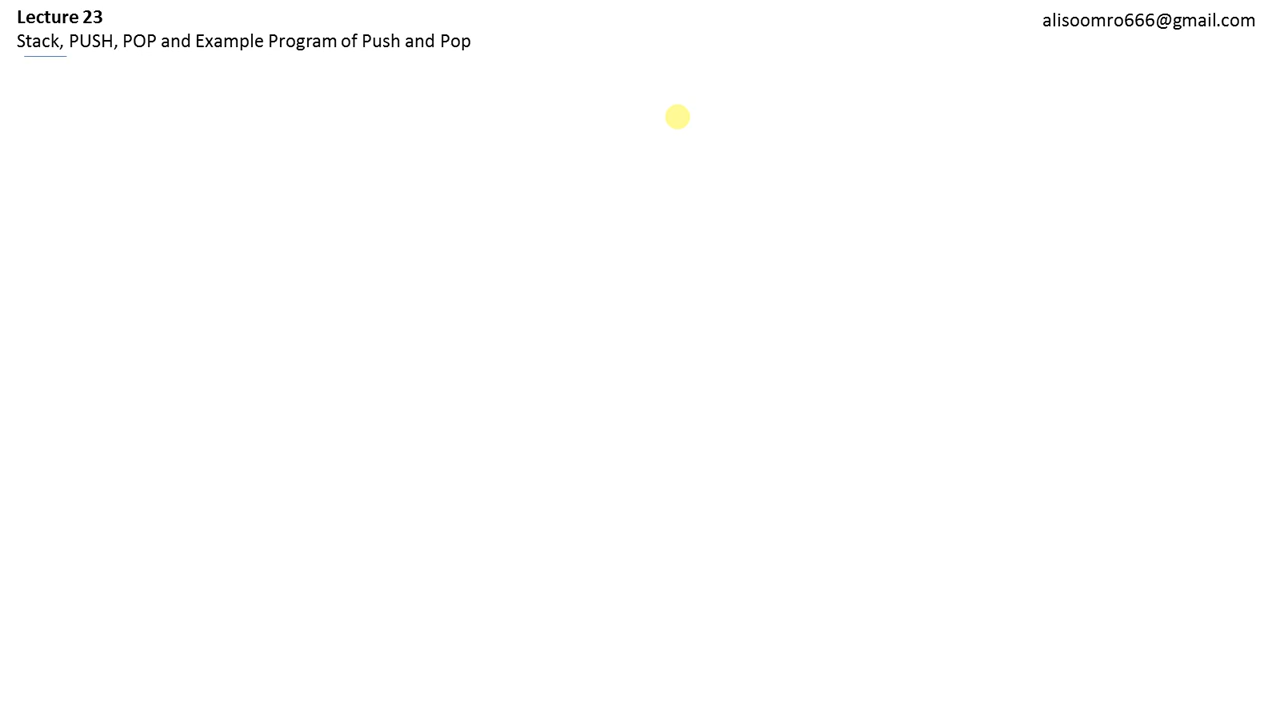 Lecture 23
Stack, PUSH, POP and Example Program of Push and Pop
alisoomro666@gmail.com